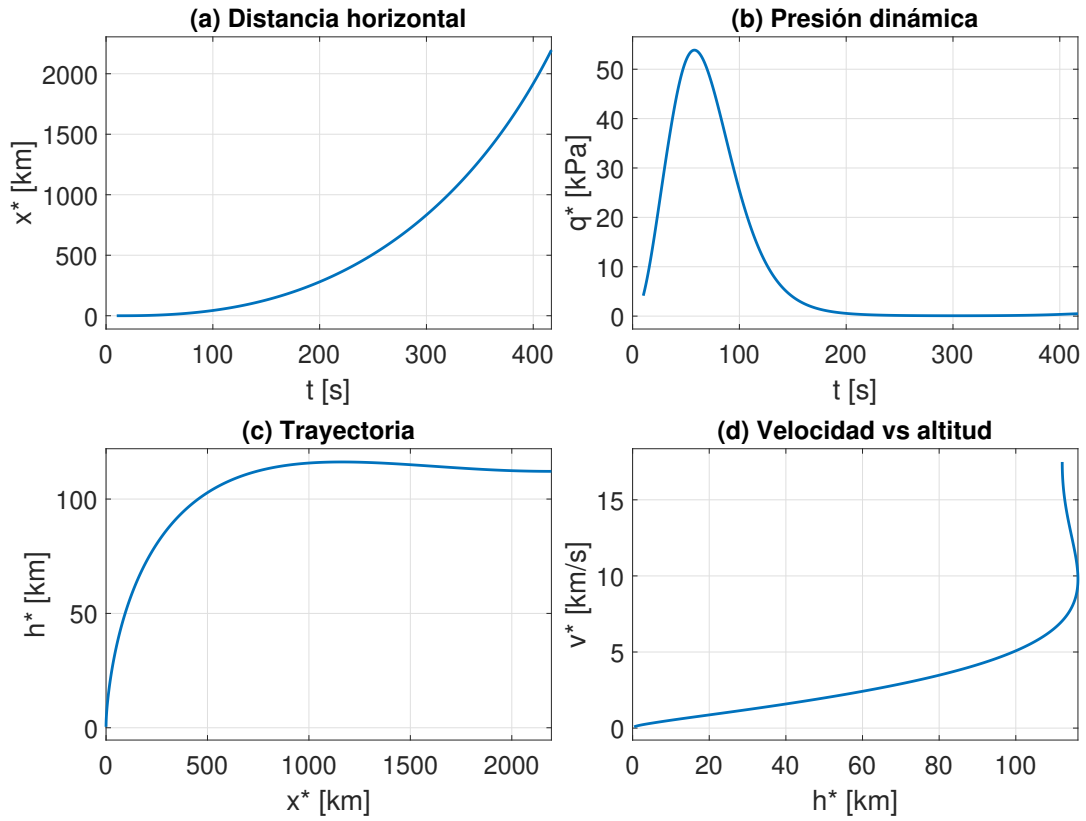 (a) Distancia horizontal
x* [km]
2000
1500
1000
500
0
0 100 200 300 400
t [s]
(b) Presión dinámica
q* [kPa]
50
40
30
20
10
0
0 100 200 300 400
t [s]
(c) Trayectoria
h* [km]
100
50
0
0 500 1000 1500 2000
x* [km]
(d) Velocidad vs altitud
v* [km/s]
15
10
5
0
0 20 40 60 80 100
h* [km]